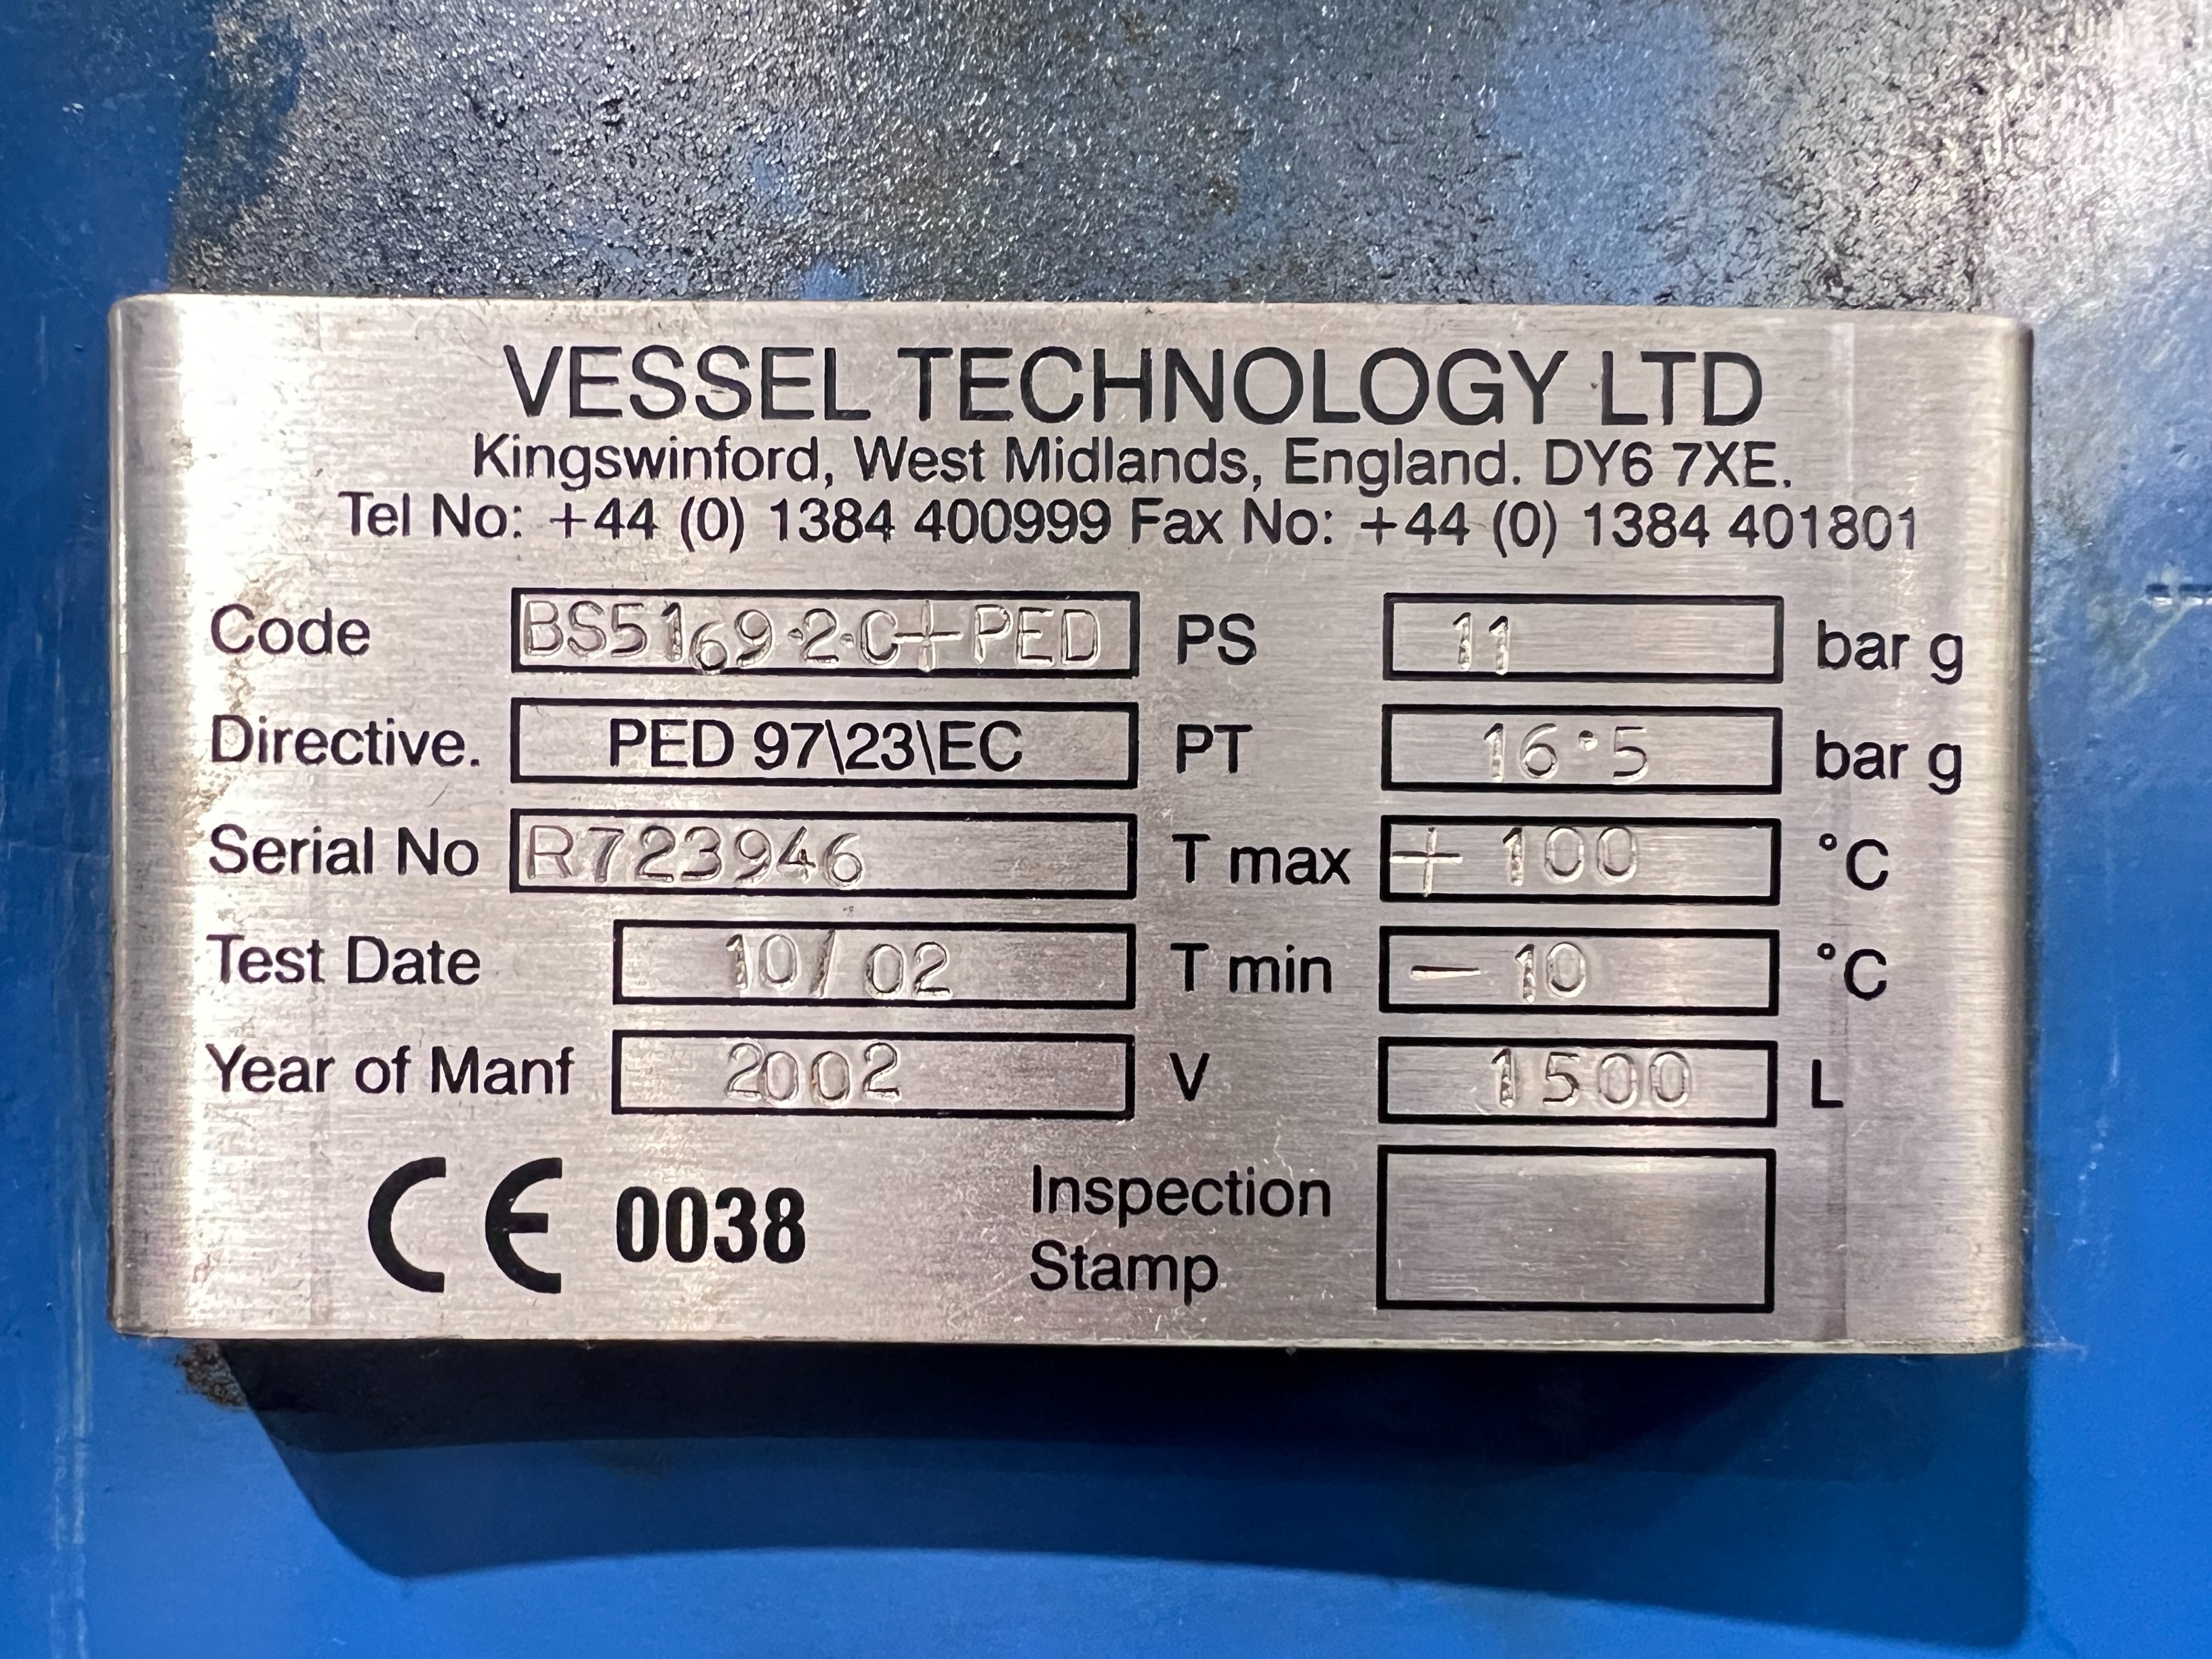 VESSEL TECHNOLOGY LTD
Kingswinford, West Midlands, England. DY6 7XE.
Tel No: +44 (0) 1384 400999 Fax No: +44 (0) 1384 401801
Code BS5169·2·C+PED PS 11 bar g
Directive. PED 97\23\EC PT 16·5 bar g
Serial No R723946 T max + 100 °C
Test Date 10/02 T min – 10 °C
Year of Manf 2002 V 1500 L
CE 0038 Inspection
Stamp